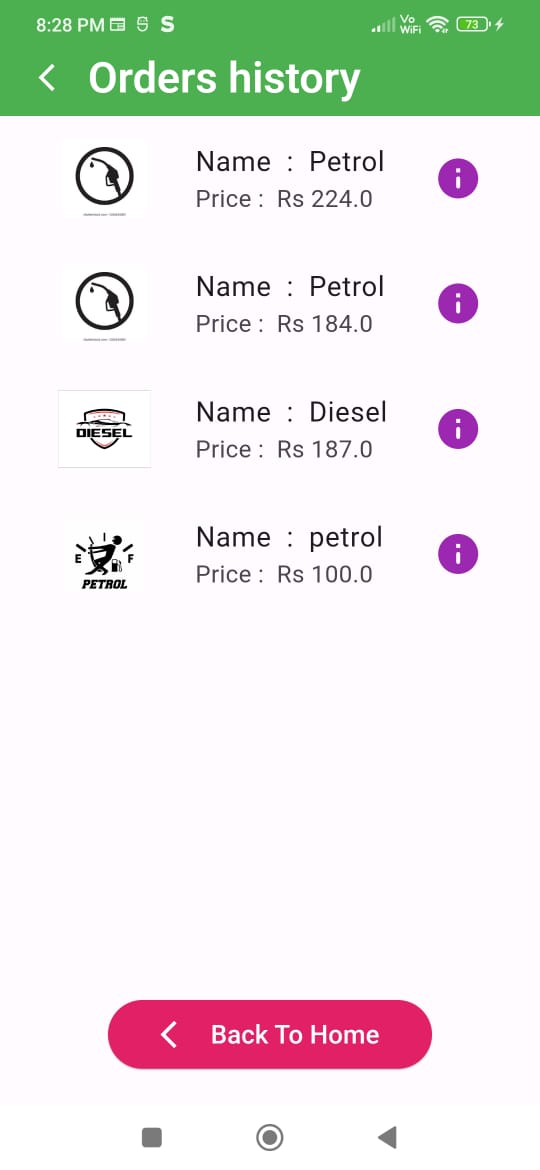 8:28 PM
Vo
WiFi
73
Orders history
Name : Petrol
Price : Rs 224.0
Name : Petrol
Price : Rs 184.0
DIESEL
Name : Diesel
Price : Rs 187.0
E
F
PETROL
Name : petrol
Price : Rs 100.0
Back To Home